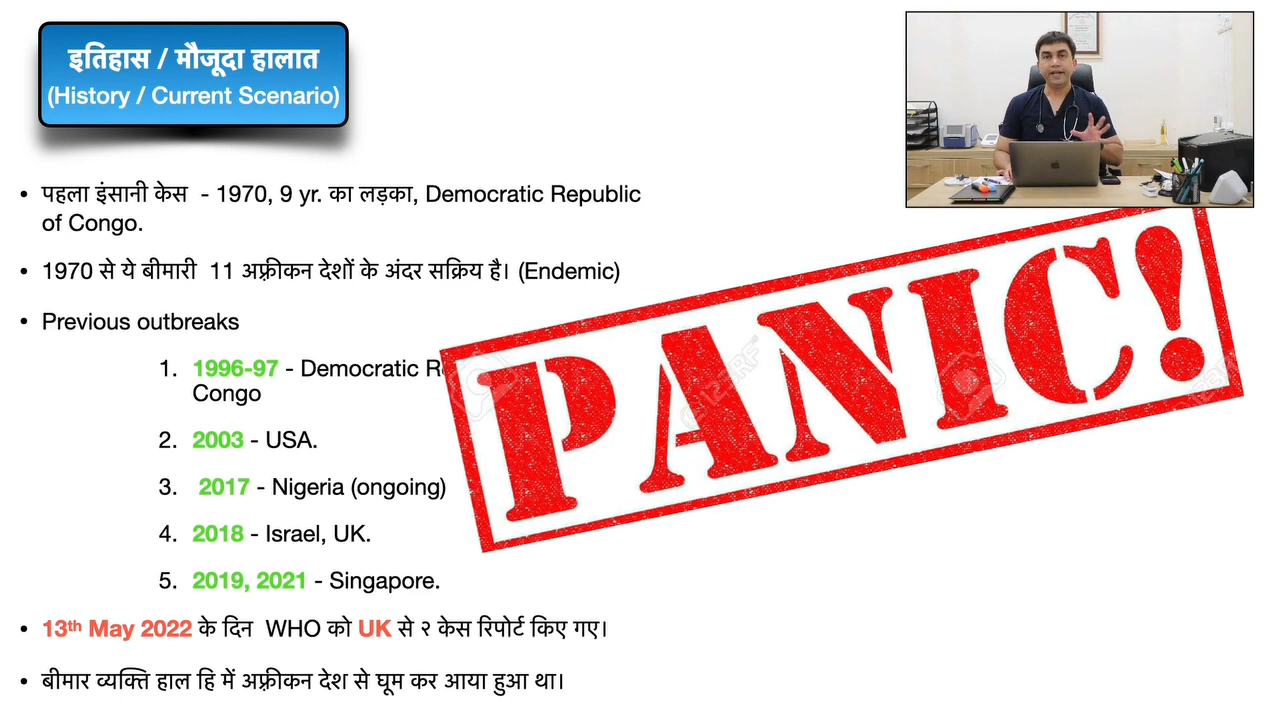 इतिहास / मौजूदा हालात
(History / Current Scenario)
• पहला इंसानी केस - 1970, 9 yr. का लड़का, Democratic Republic
of Congo.
• 1970 से ये बीमारी 11 अफ़्रीकन देशों के अंदर सक्रिय है। (Endemic)
• Previous outbreaks
1. 1996-97 - Democratic
Congo
2. 2003 - USA.
3. 2017 - Nigeria (ongoing)
4. 2018 - Israel, UK.
5. 2019, 2021 - Singapore.
• 13th May 2022 के दिन WHO को UK से २ केस रिपोर्ट किए गए।
• बीमार व्यक्ति हाल हि में अफ़्रीकन देश से घूम कर आया हुआ था।
PANIC!
123RF